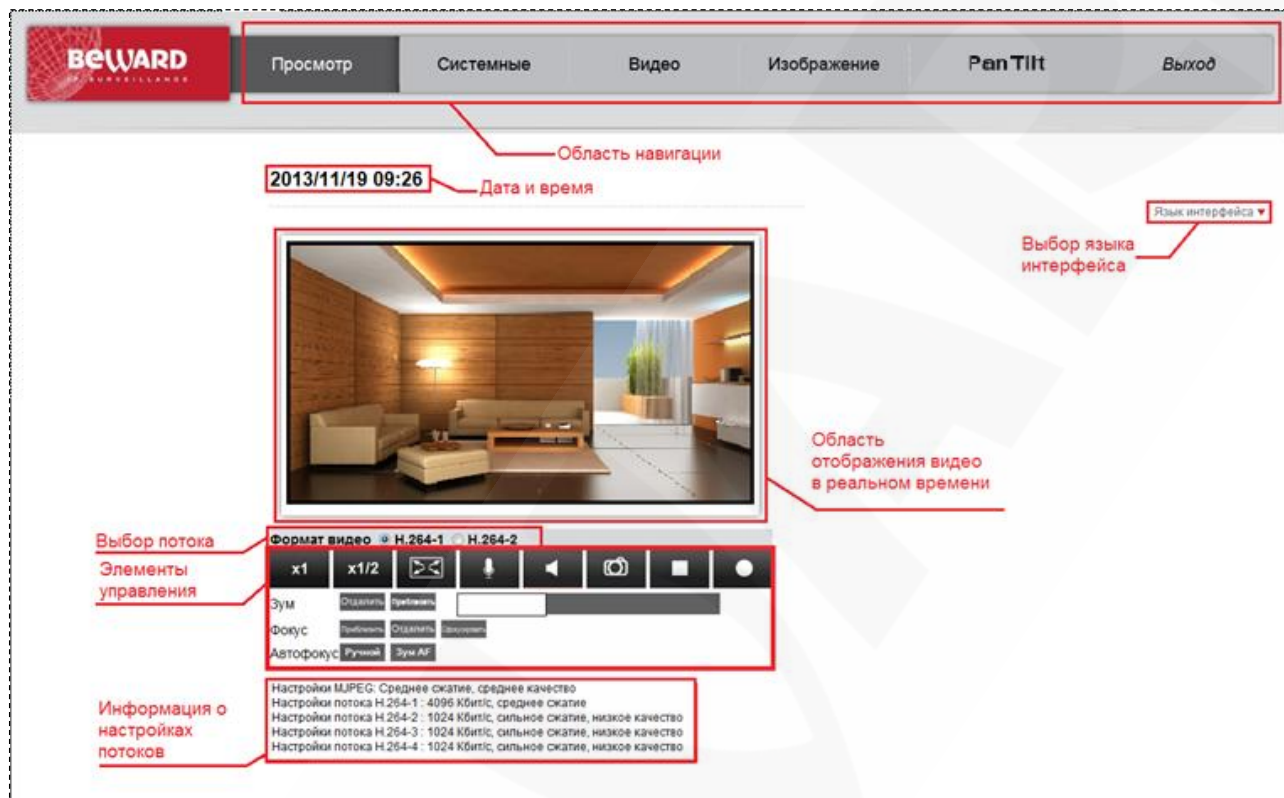 BEWARD
IP SURVEILLANCE
Просмотр Системные Видео Изображение Pan Tilt Выход
Область навигации
2013/11/19 09:26
Дата и время
Язык интерфейса
Выбор языка
интерфейса
Область
отображения видео
в реальном времени
Выбор потока
Формат видео H.264-1 H.264-2
Элементы
управления
x1 x1/2
Зум Отдалить Приблизить
Фокус Приблизить Отдалить
Автофокус Ручной Зум AF
Информация о
настройках
потоков
Настройки MJPEG: Среднее сжатие, среднее качество
Настройки потока H.264-1 : 4096 Кбит/с, среднее сжатие
Настройки потока H.264-2 : 1024 Кбит/с, сильное сжатие, низкое качество
Настройки потока H.264-3 : 1024 Кбит/с, сильное сжатие, низкое качество
Настройки потока H.264-4 : 1024 Кбит/с, сильное сжатие, низкое качество